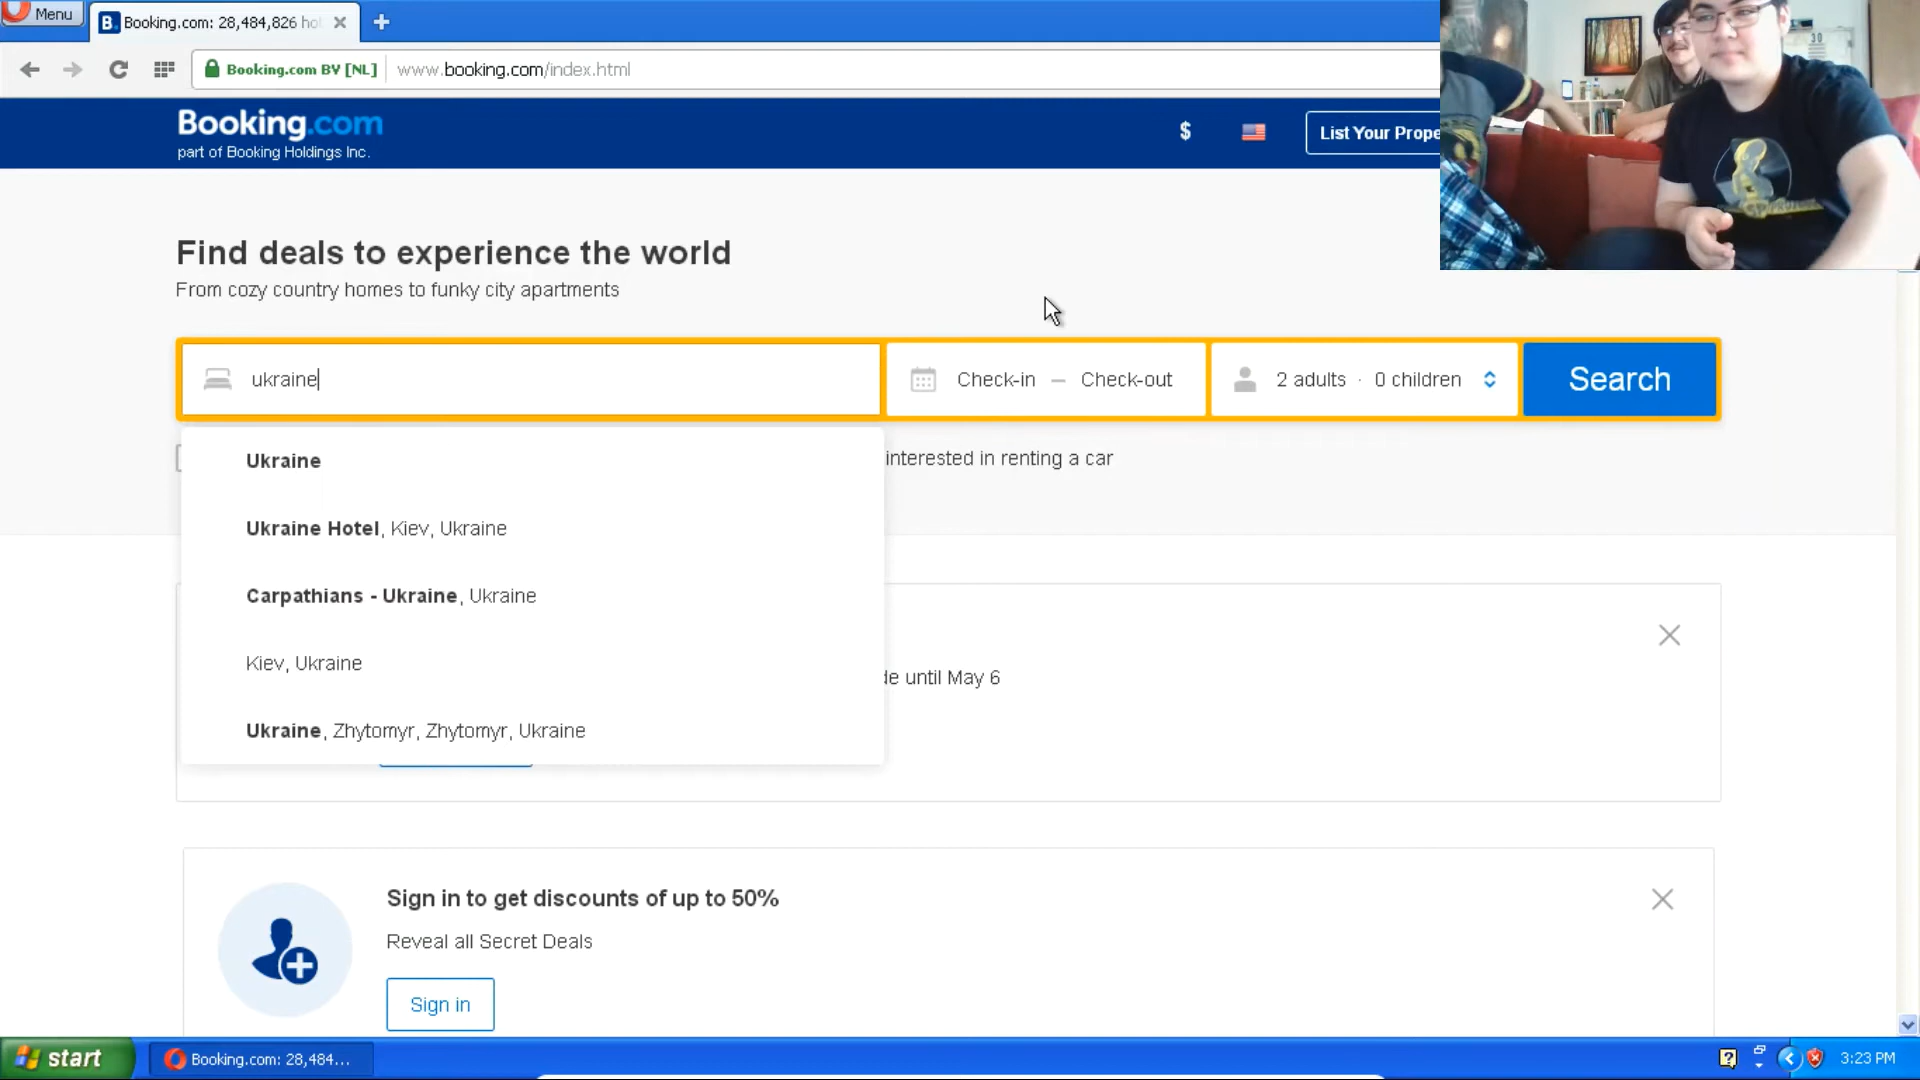 Menu
Booking.com: 28,484,826 ho
Booking.com BV [NL]
www.booking.com/index.html
Booking.com
part of Booking Holdings Inc.
$
List Your Prope
30
Find deals to experience the world
From cozy country homes to funky city apartments
ukraine
Check-in — Check-out
2 adults · 0 children
Search
interested in renting a car
Ukraine
Ukraine Hotel, Kiev, Ukraine
Carpathians - Ukraine, Ukraine
Kiev, Ukraine
Ukraine, Zhytomyr, Zhytomyr, Ukraine
de until May 6
Sign in to get discounts of up to 50%
Reveal all Secret Deals
Sign in
start
Booking.com: 28,484...
3:23 PM